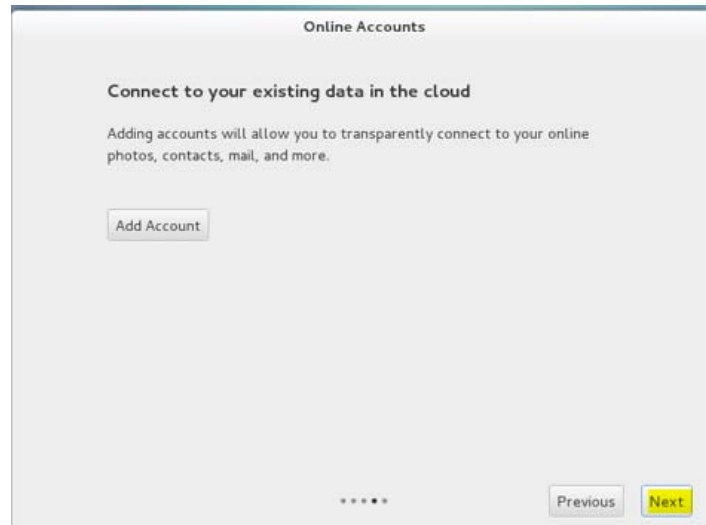 Online Accounts
Connect to your existing data in the cloud
Adding accounts will allow you to transparently connect to your online
photos, contacts, mail, and more.
Add Account
Previous
Next